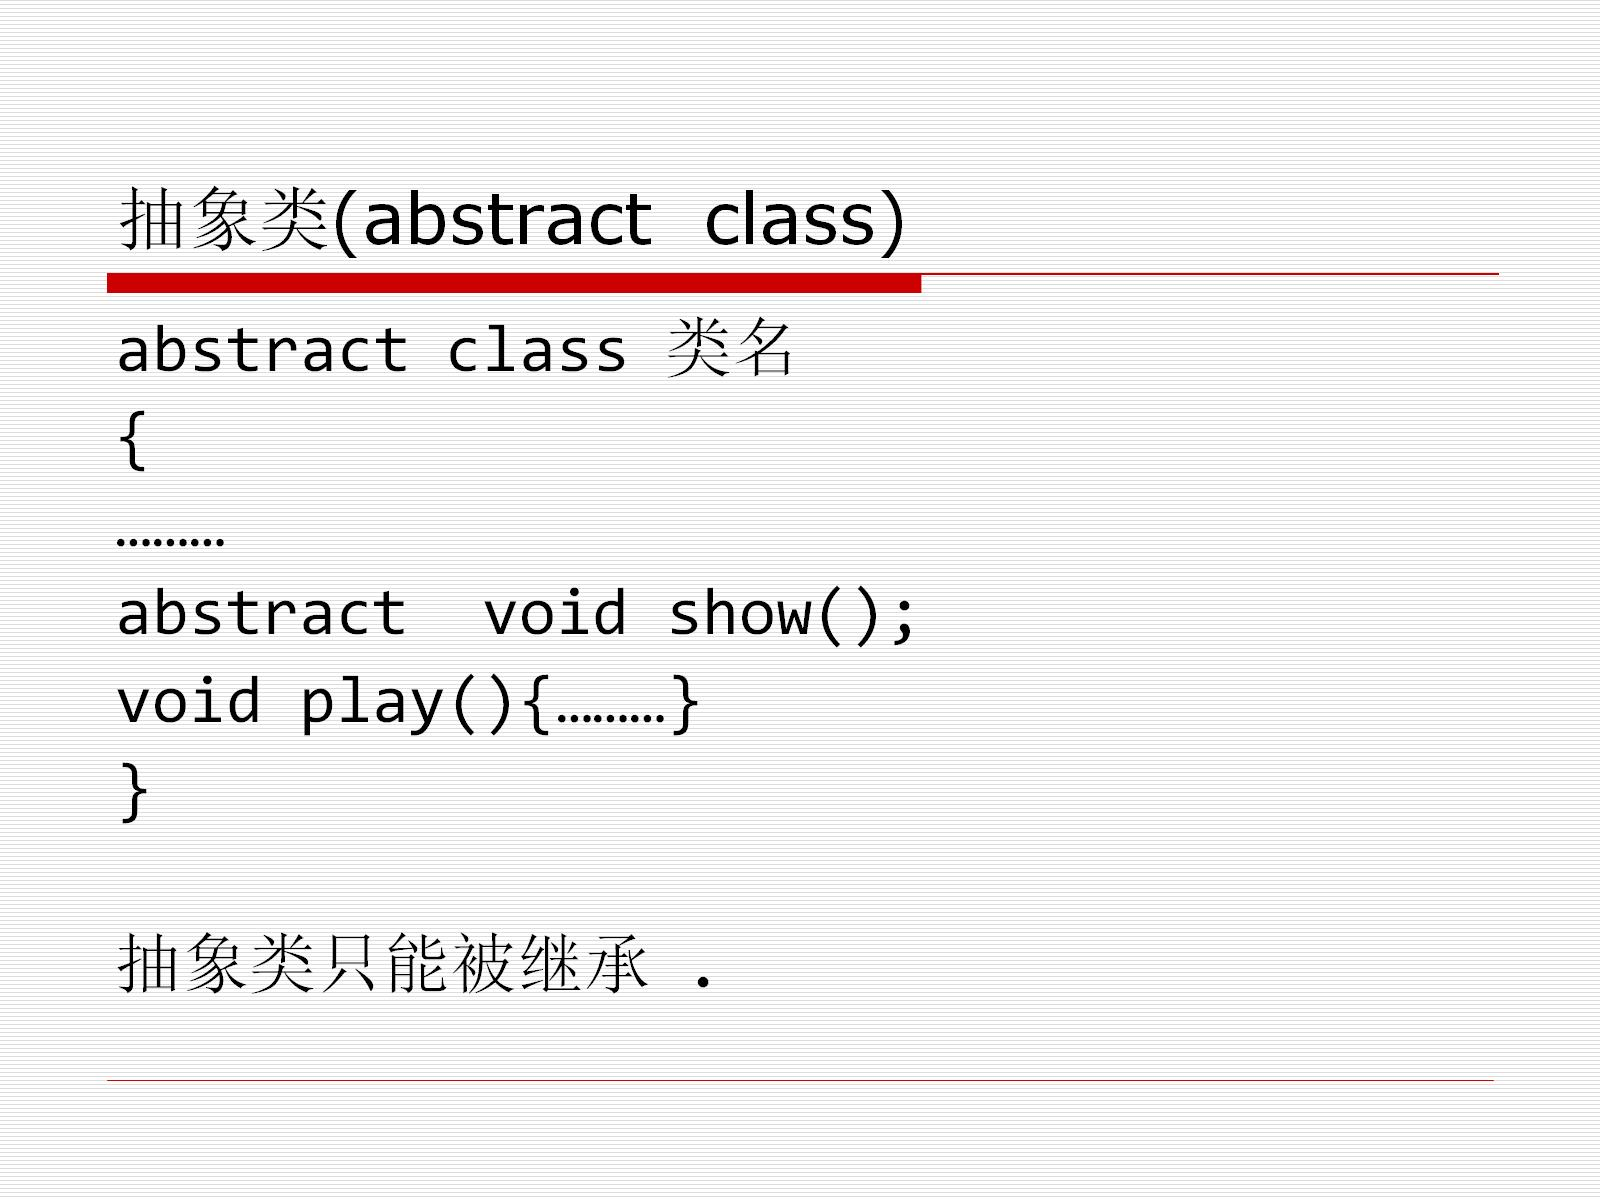 抽象类(abstract  class)
abstract class 类名
{
………
abstract  void show();
void play(){………}
}
抽象类只能被继承 .